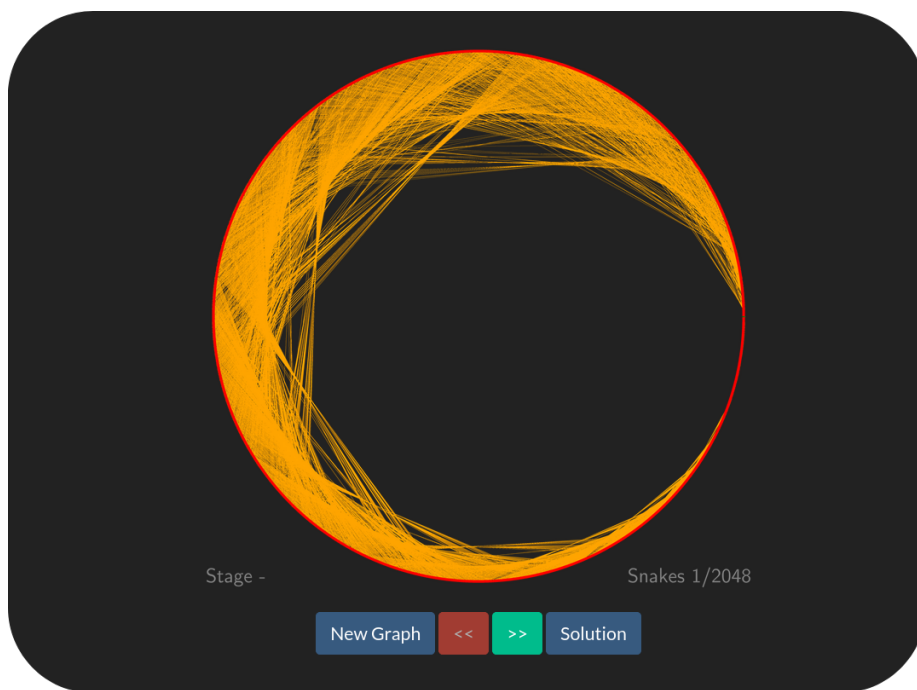 Stage - Snakes 1/2048
New Graph << >> Solution